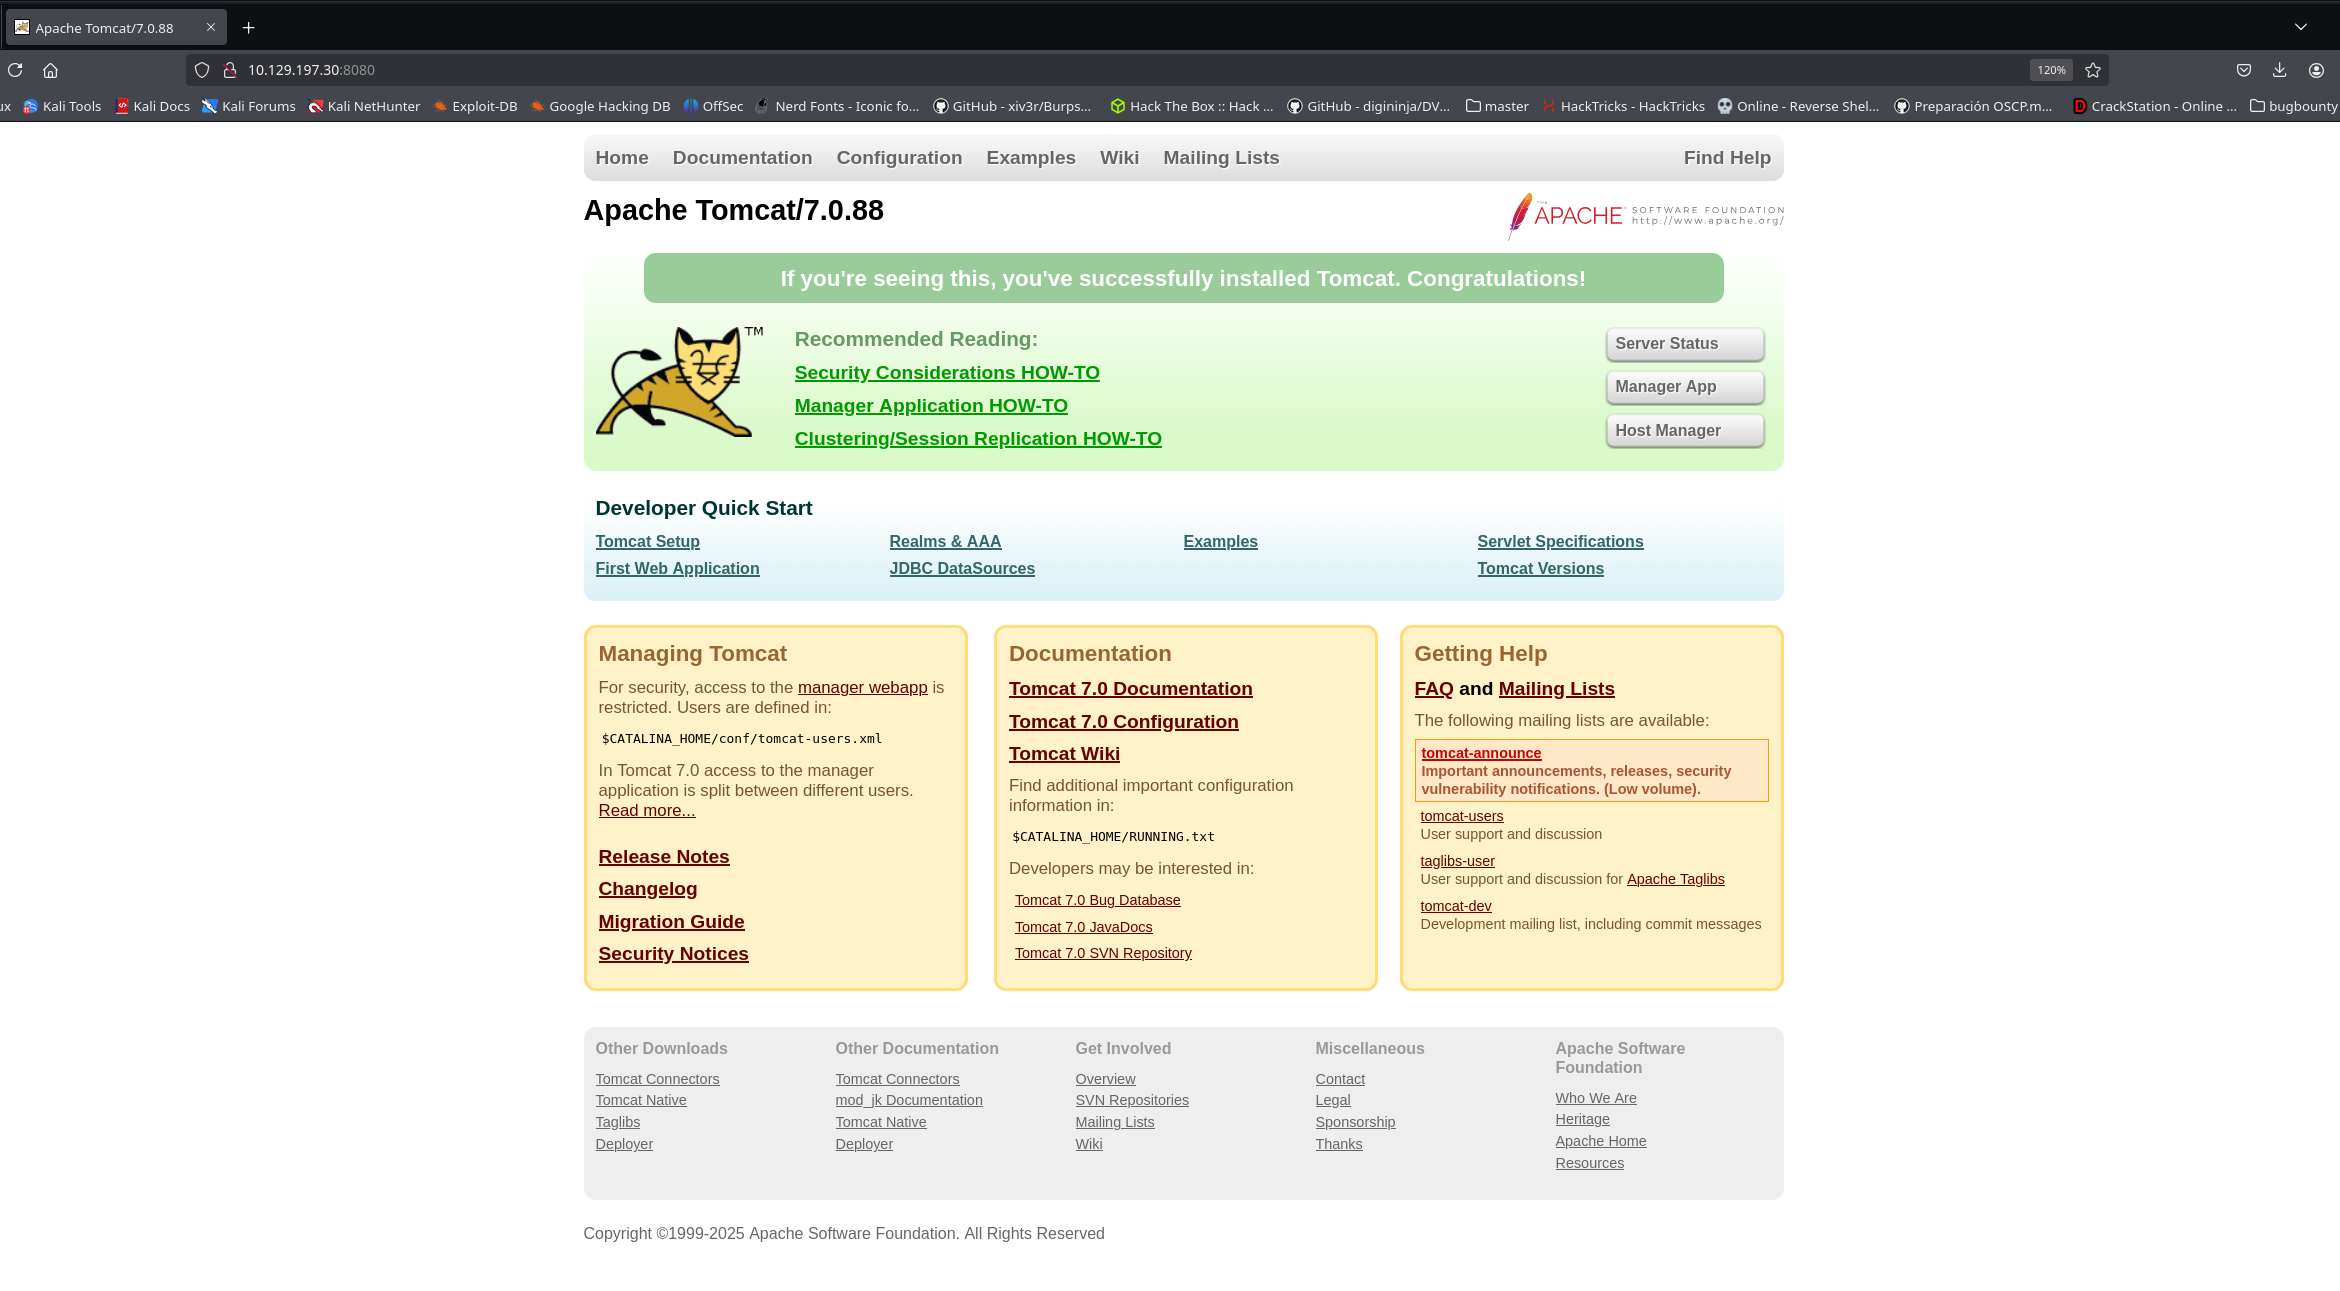 Apache Tomcat/7.0.88
10.129.197.30:8080
120%
ux Kali Tools Kali Docs Kali Forums Kali NetHunter Exploit-DB Google Hacking DB OffSec Nerd Fonts - Iconic fo... GitHub - xiv3r/Burps... Hack The Box :: Hack ... GitHub - digininja/DV... master HackTricks - HackTricks Online - Reverse Shel... Preparación OSCP.m... CrackStation - Online ... bugbounty
Home Documentation Configuration Examples Wiki Mailing Lists Find Help
Apache Tomcat/7.0.88
THE APACHE SOFTWARE FOUNDATION
http://www.apache.org/
If you're seeing this, you've successfully installed Tomcat. Congratulations!
TM
Recommended Reading:
Security Considerations HOW-TO
Manager Application HOW-TO
Clustering/Session Replication HOW-TO
Server Status
Manager App
Host Manager
Developer Quick Start
Tomcat Setup
First Web Application
Realms & AAA
JDBC DataSources
Examples
Servlet Specifications
Tomcat Versions
Managing Tomcat
For security, access to the manager webapp is
restricted. Users are defined in:
$CATALINA_HOME/conf/tomcat-users.xml
In Tomcat 7.0 access to the manager
application is split between different users.
Read more...
Release Notes
Changelog
Migration Guide
Security Notices
Documentation
Tomcat 7.0 Documentation
Tomcat 7.0 Configuration
Tomcat Wiki
Find additional important configuration
information in:
$CATALINA_HOME/RUNNING.txt
Developers may be interested in:
Tomcat 7.0 Bug Database
Tomcat 7.0 JavaDocs
Tomcat 7.0 SVN Repository
Getting Help
FAQ and Mailing Lists
The following mailing lists are available:
tomcat-announce
Important announcements, releases, security
vulnerability notifications. (Low volume).
tomcat-users
User support and discussion
taglibs-user
User support and discussion for Apache Taglibs
tomcat-dev
Development mailing list, including commit messages
Other Downloads
Tomcat Connectors
Tomcat Native
Taglibs
Deployer
Other Documentation
Tomcat Connectors
mod_jk Documentation
Tomcat Native
Deployer
Get Involved
Overview
SVN Repositories
Mailing Lists
Wiki
Miscellaneous
Contact
Legal
Sponsorship
Thanks
Apache Software
Foundation
Who We Are
Heritage
Apache Home
Resources
Copyright ©1999-2025 Apache Software Foundation. All Rights Reserved